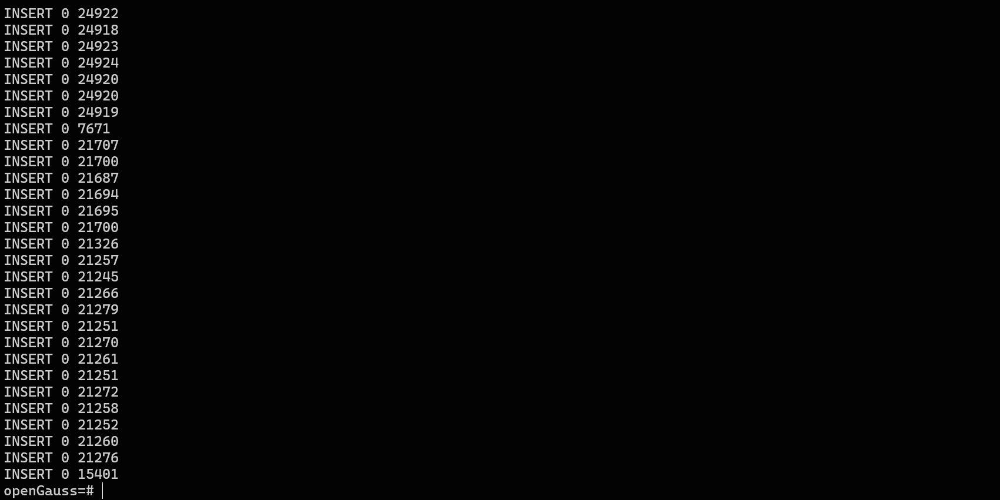 INSERT 0 24922
INSERT 0 24918
INSERT 0 24923
INSERT 0 24924
INSERT 0 24920
INSERT 0 24920
INSERT 0 24919
INSERT 0 7671
INSERT 0 21707
INSERT 0 21700
INSERT 0 21687
INSERT 0 21694
INSERT 0 21695
INSERT 0 21700
INSERT 0 21326
INSERT 0 21257
INSERT 0 21245
INSERT 0 21266
INSERT 0 21279
INSERT 0 21251
INSERT 0 21270
INSERT 0 21261
INSERT 0 21251
INSERT 0 21272
INSERT 0 21258
INSERT 0 21252
INSERT 0 21260
INSERT 0 21276
INSERT 0 15401
openGauss=#